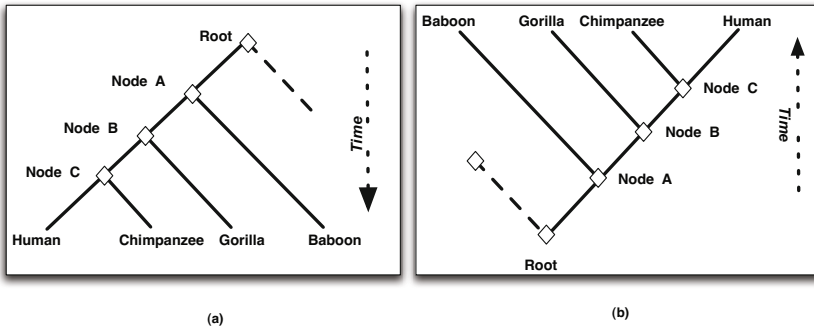 Root
Node A
Node B
Node C
Time
Human Chimpanzee Gorilla Baboon
(a)
Baboon Gorilla Chimpanzee Human
Node C
Node B
Node A
Time
Root
(b)